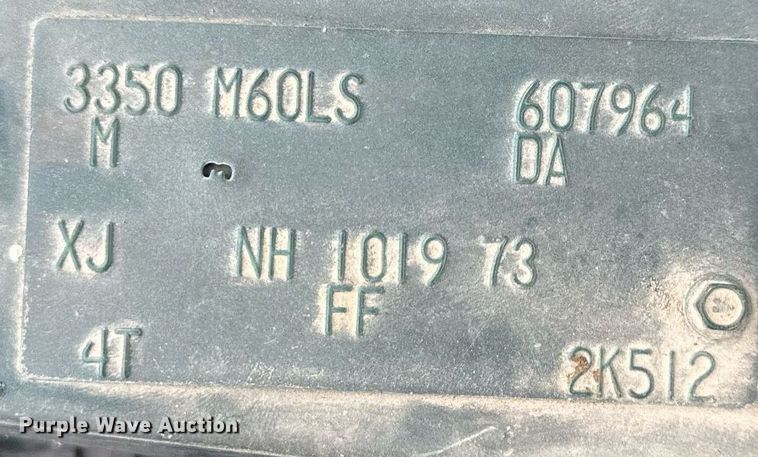 3350 M60LS 607964
M DA
XJ NH 1019 73
FF
4T 2K512
Purple Wave Auction